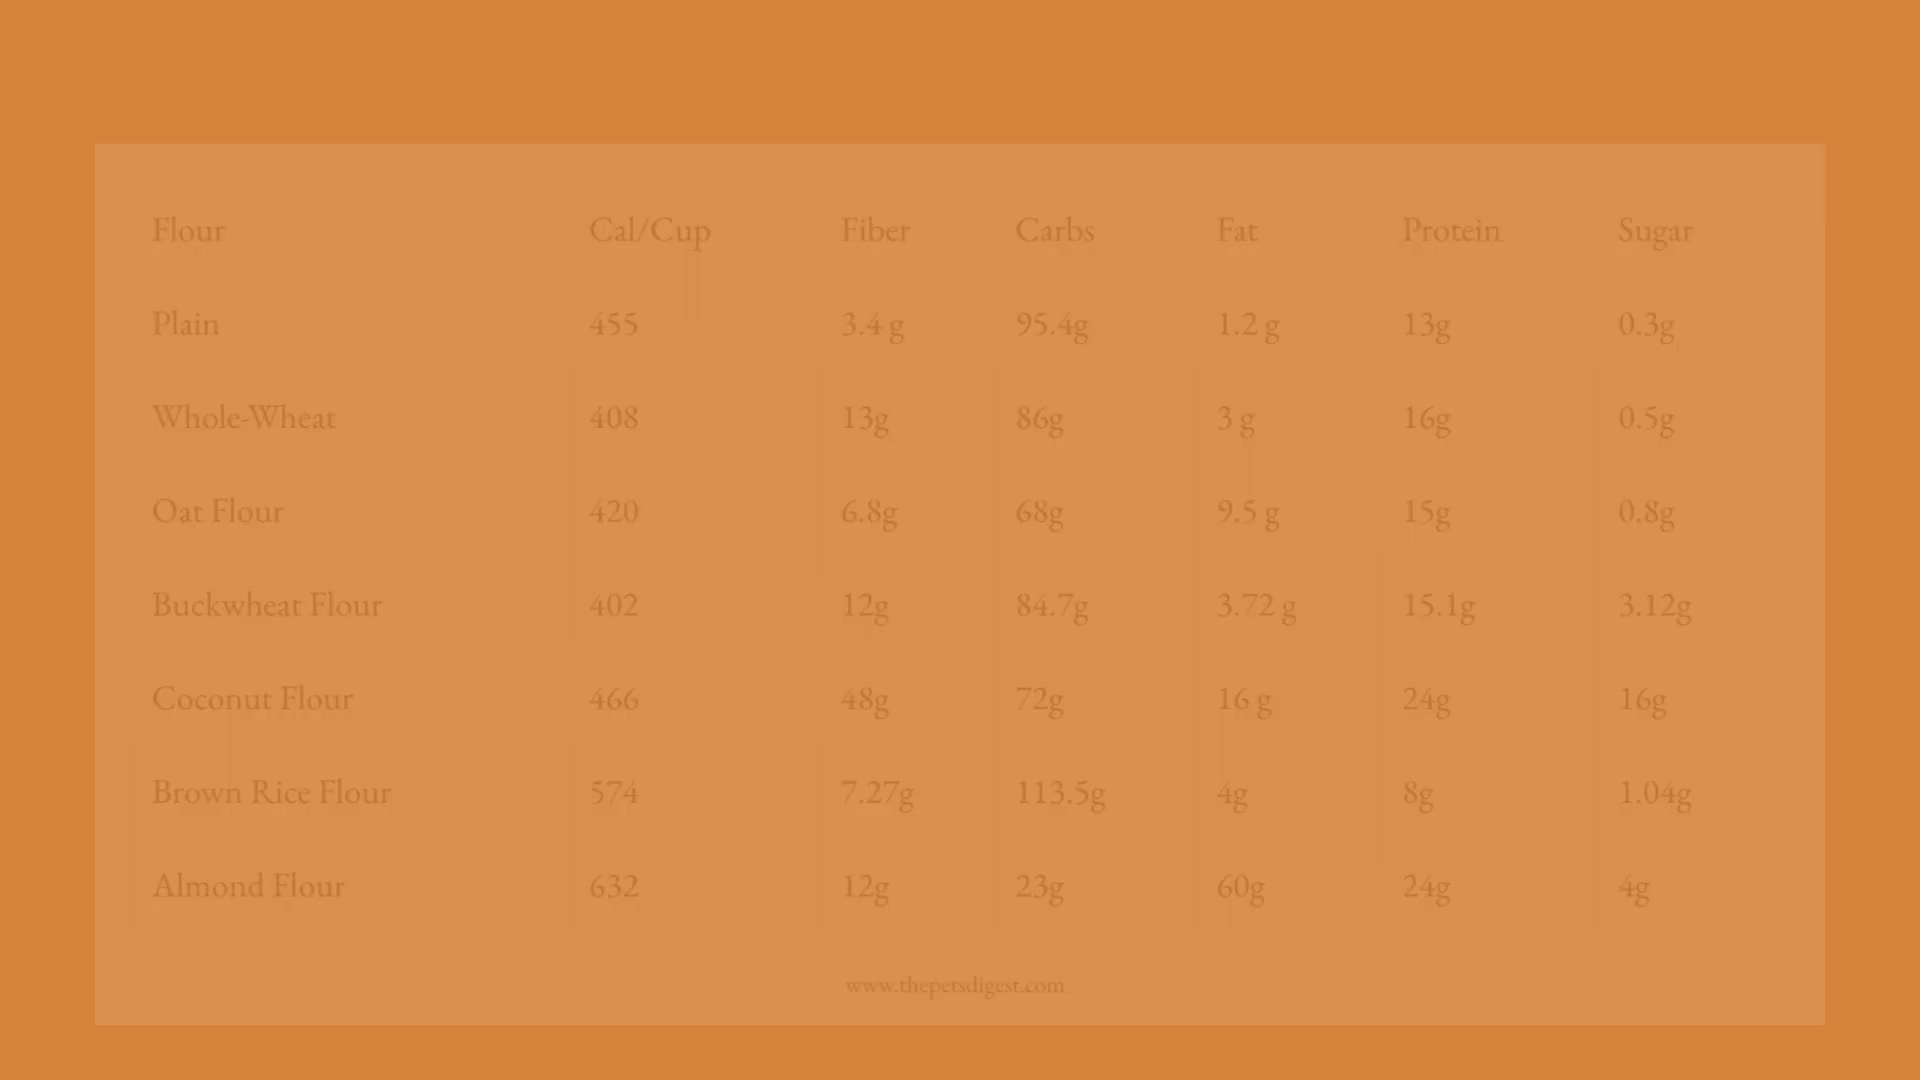 Flour Cal/Cup Fiber Carbs Fat Protein Sugar
Plain 455 3.4 g 95.4g 1.2 g 13g 0.3g
Whole-Wheat 408 13g 86g 3 g 16g 0.5g
Oat Flour 420 6.8g 68g 9.5 g 15g 0.8g
Buckwheat Flour 402 12g 84.7g 3.72 g 15.1g 3.12g
Coconut Flour 466 48g 72g 16 g 24g 16g
Brown Rice Flour 574 7.27g 113.5g 4g 8g 1.04g
Almond Flour 632 12g 23g 60g 24g 4g
www.thepetsdigest.com